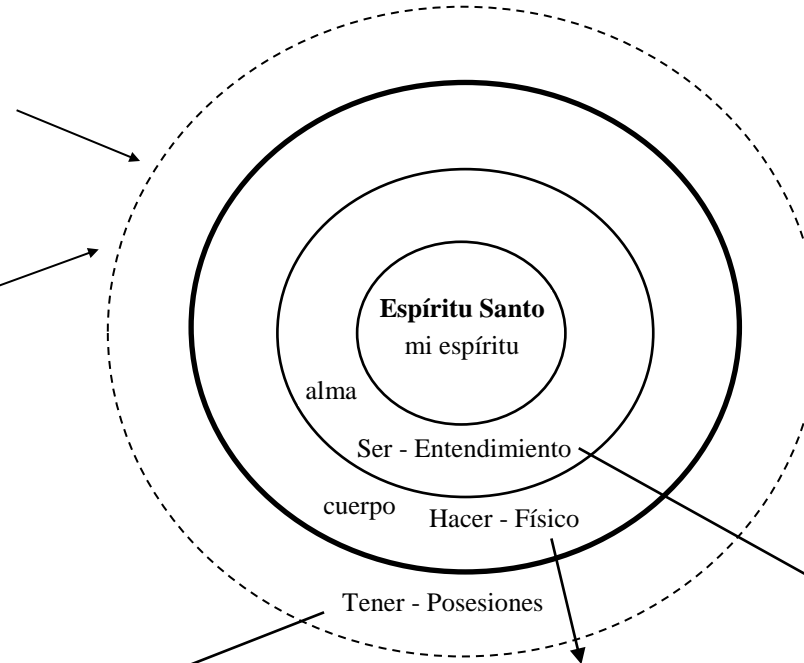 Espíritu Santo
mi espíritu
alma
Ser - Entendimiento
cuerpo
Hacer - Físico
Tener - Posesiones